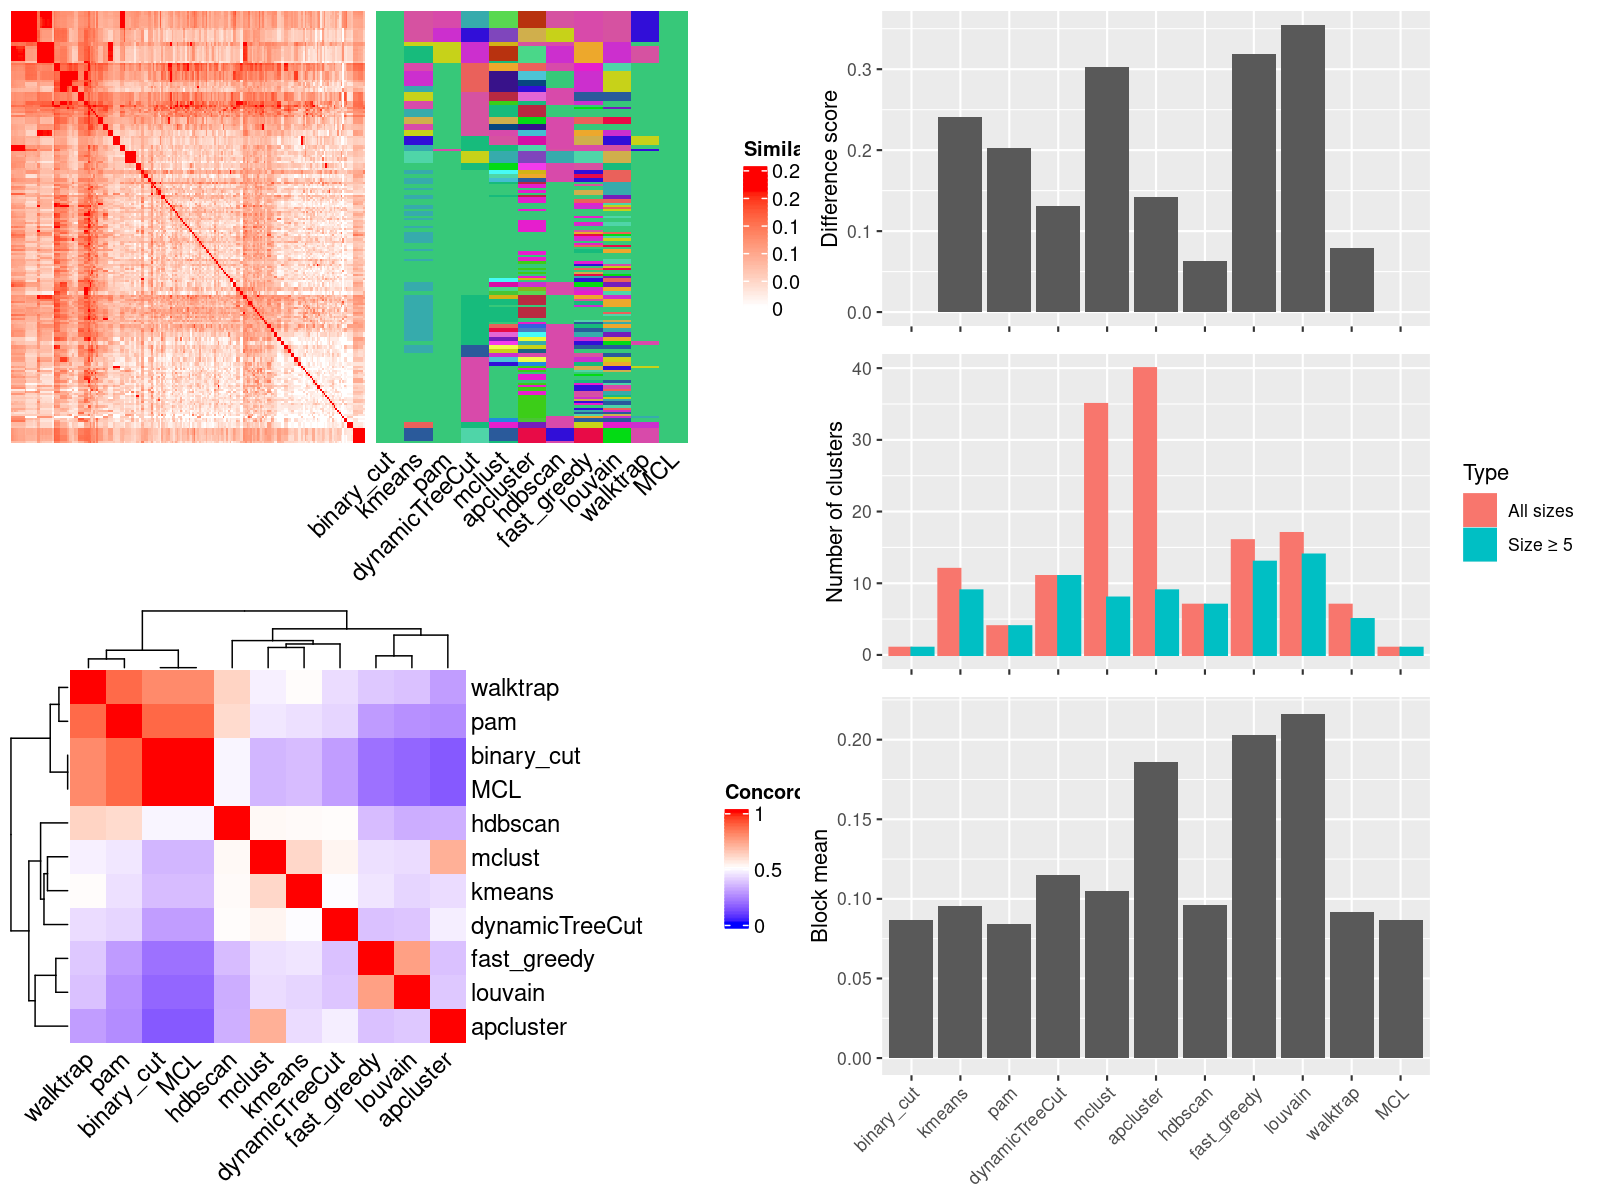 Simila
0.2
0.2
0.1
0.1
0.0
0
binary_cut
kmeans
pam
dynamicTreeCut
mclust
apcluster
hdbscan
fast_greedy
louvain
walktrap
MCL
walktrap
pam
binary_cut
MCL
hdbscan
mclust
kmeans
dynamicTreeCut
fast_greedy
louvain
apcluster
walktrap
pam
binary_cut
MCL
hdbscan
mclust
kmeans
dynamicTreeCut
fast_greedy
louvain
apcluster
Concord
1
0.5
0
Difference score
0.3
0.2
0.1
0.0
Number of clusters
40
30
20
10
0
Type
All sizes
Size ≥ 5
Block mean
0.20
0.15
0.10
0.05
0.00
binary_cut
kmeans
pam
dynamicTreeCut
mclust
apcluster
hdbscan
fast_greedy
louvain
walktrap
MCL